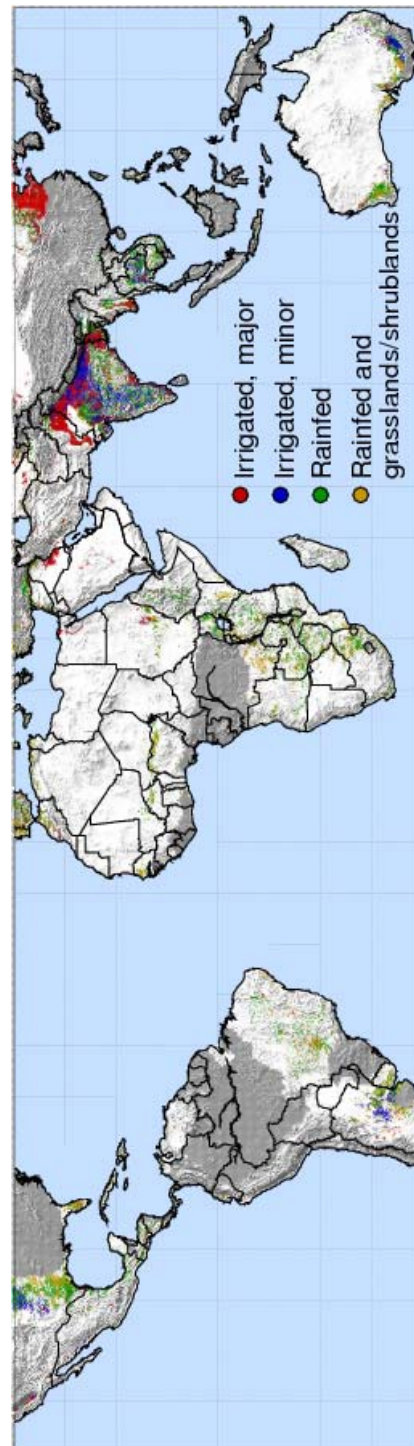 Irrigated, major
Irrigated, minor
Rainfed
Rainfed and
grasslands/shrublands